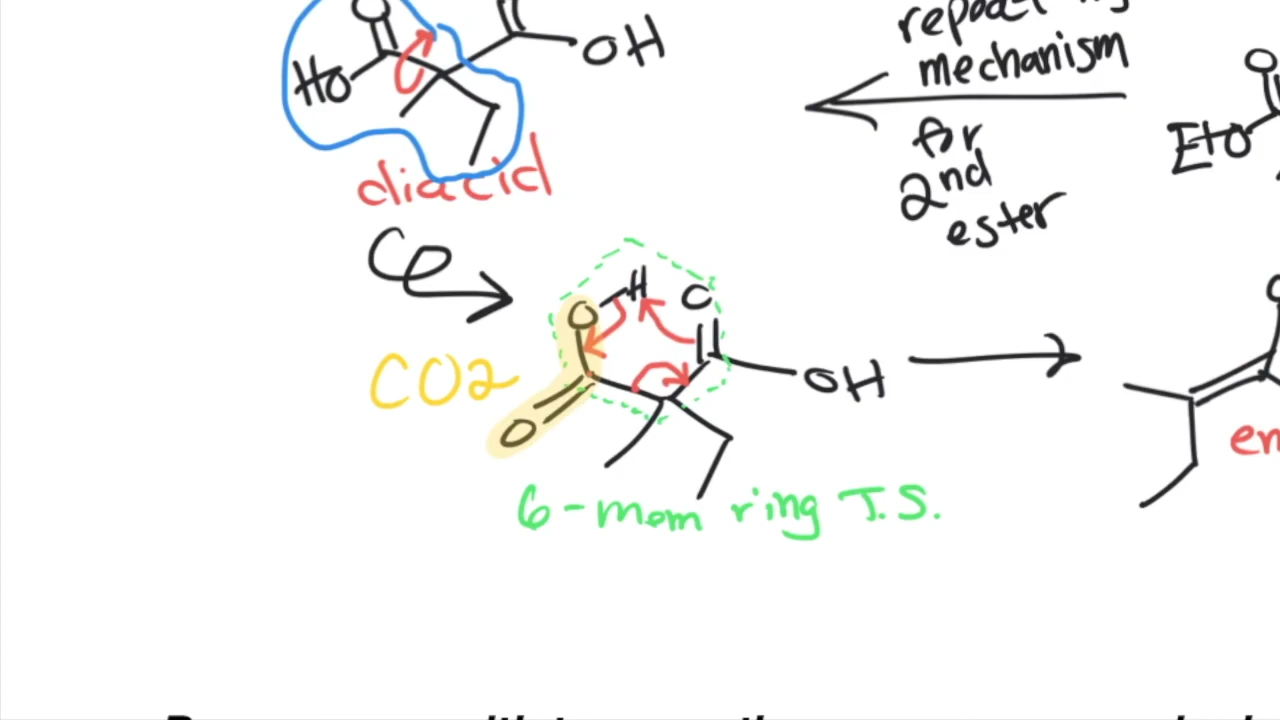 O
HO
OH
diacid
mechanism
for
2nd
ester
O
EtO
H
O
C
CO2
OH
O
6-mem ring T.S.